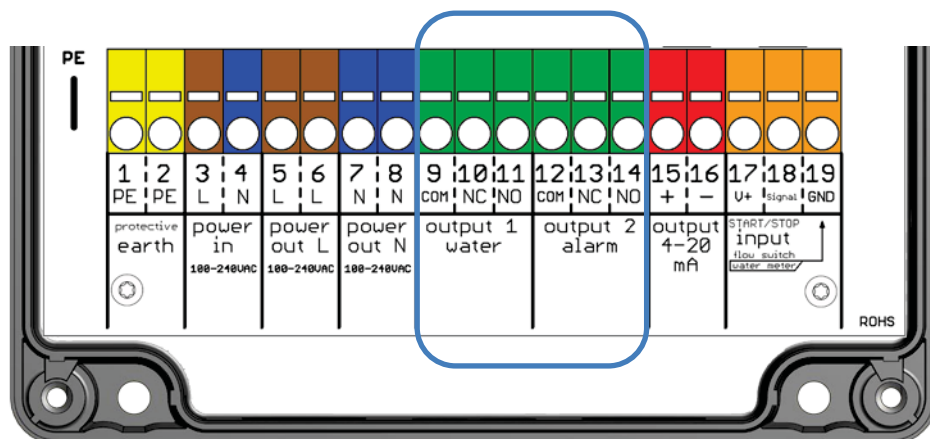 PE
1 2 3 4 5 6 7 8 9 10 11 12 13 14 15 16 17 18 19
PE PE L N L L N N COM NC NO COM NC NO + - V+ Signal GND
protective
earth
power
in
100-240VAC
power
out L
100-240VAC
power
out N
100-240VAC
output 1
water
output 2
alarm
output
4-20
mA
START/STOP
input
flow switch
water meter
ROHS